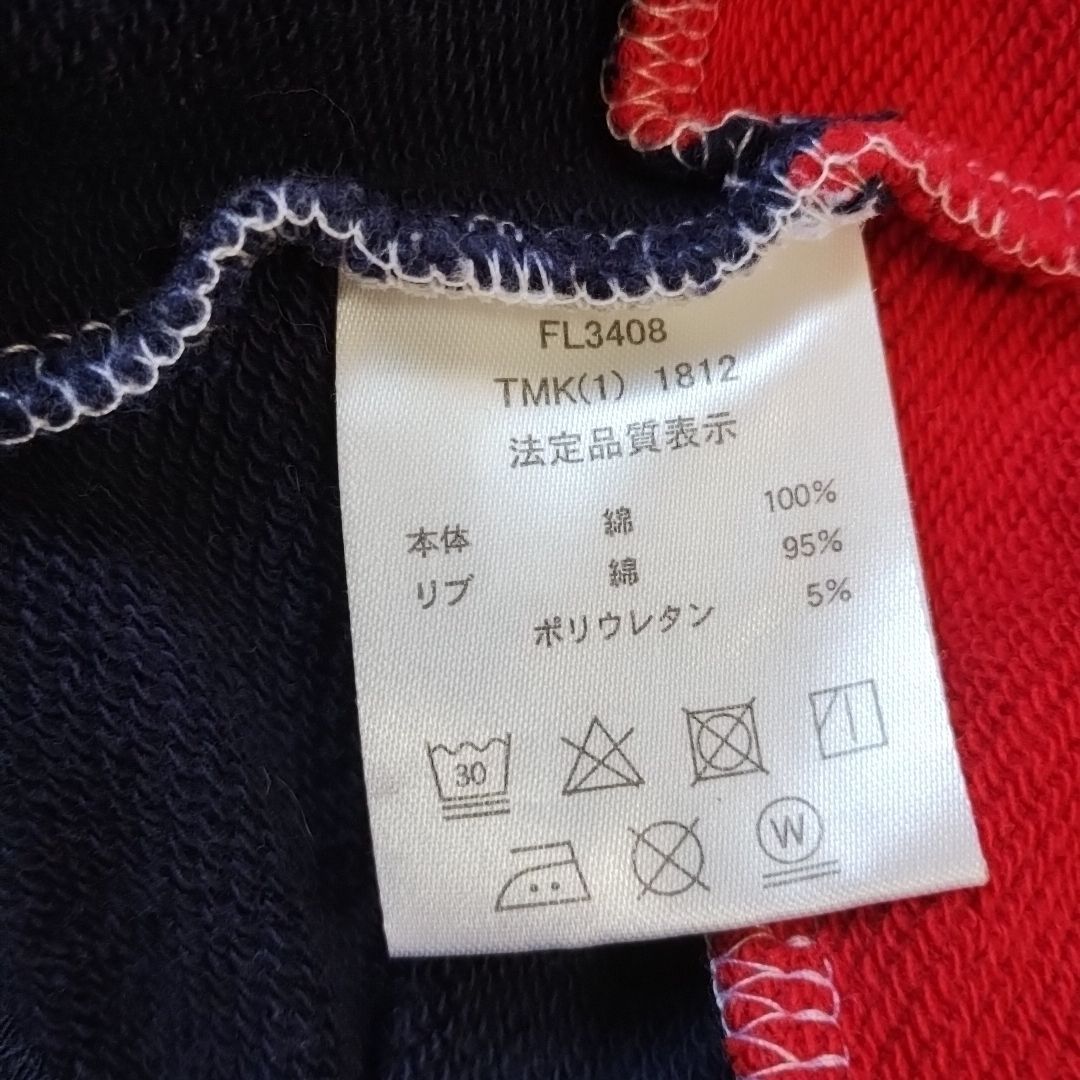 FL3408
TMK(1) 1812
法定品質表示
本体 綿 100%
リブ 綿 95%
ポリウレタン 5%
30
W